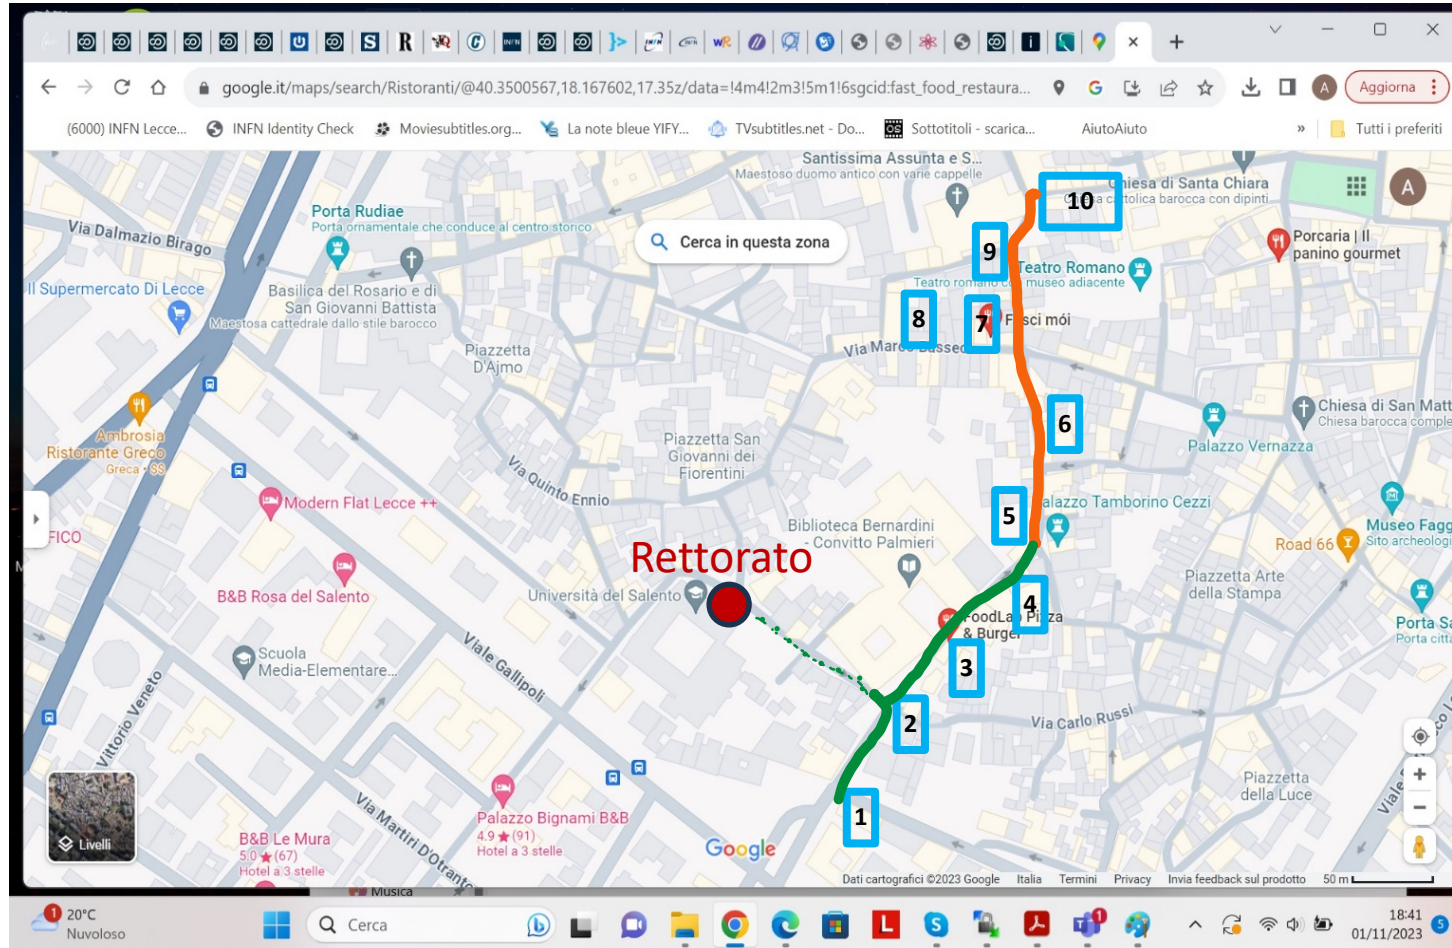 google.it/maps/search/Ristoranti/@40.3500567,18.167602,17.35z/data=!4m4!2m3!5m1!6sgcid:fast_food_restaura...
Aggiorna
(6000) INFN Lecce...
INFN Identity Check
Moviesubtitles.org...
La note bleue YIFY...
TVsubtitles.net - Do...
Sottotitoli - scarica...
AiutoAiuto
»
Tutti i preferiti
Santissima Assunta e S...
Maestoso duomo antico con varie cappelle
Chiesa di Santa Chiara
cattolica barocca con dipinti
A
10
Porta Rudiae
Porta ornamentale che conduce al centro storico
Via Dalmazio Birago
Cerca in questa zona
9
Porcaria | Il
panino gourmet
Teatro Romano
Il Supermercato Di Lecce
Basilica del Rosario e di
San Giovanni Battista
Maestosa cattedrale dallo stile barocco
8
7
Piazzetta
D'Ajmo
Ambrosia
Ristorante Greco
Greca · $$
Chiesa di San Matt
Chiesa barocca comple
6
Palazzo Vernazza
Piazzetta San
Giovanni dei
Fiorentini
Via Quinto Ennio
Modern Flat Lecce ++
5
Palazzo Tamborino Cezzi
Biblioteca Bernardini
- Convitto Palmieri
Museo Fagg
Sito archeologi
FICO
Road 66
Rettorato
B&B Rosa del Salento
Università del Salento
Piazzetta Arte
della Stampa
4
FoodLab Pizza
& Burger
Porta Sa
Porta citta
Scuola
Media-Elementare...
3
Viale Gallipoli
Vittorio Veneto
2
Via Carlo Russi
Piazzetta
della Luce
1
Palazzo Bignami B&B
4.9 ★ (91)
Hotel a 3 stelle
Via Martiri D'Otranto
B&B Le Mura
5.0 ★ (67)
Hotel a 3 stelle
Livelli
Google
Dati cartografici ©2023 Google Italia Termini Privacy Invia feedback sul prodotto 50 m
Musica
20°C
Nuvoloso
Cerca
18:41
01/11/2023